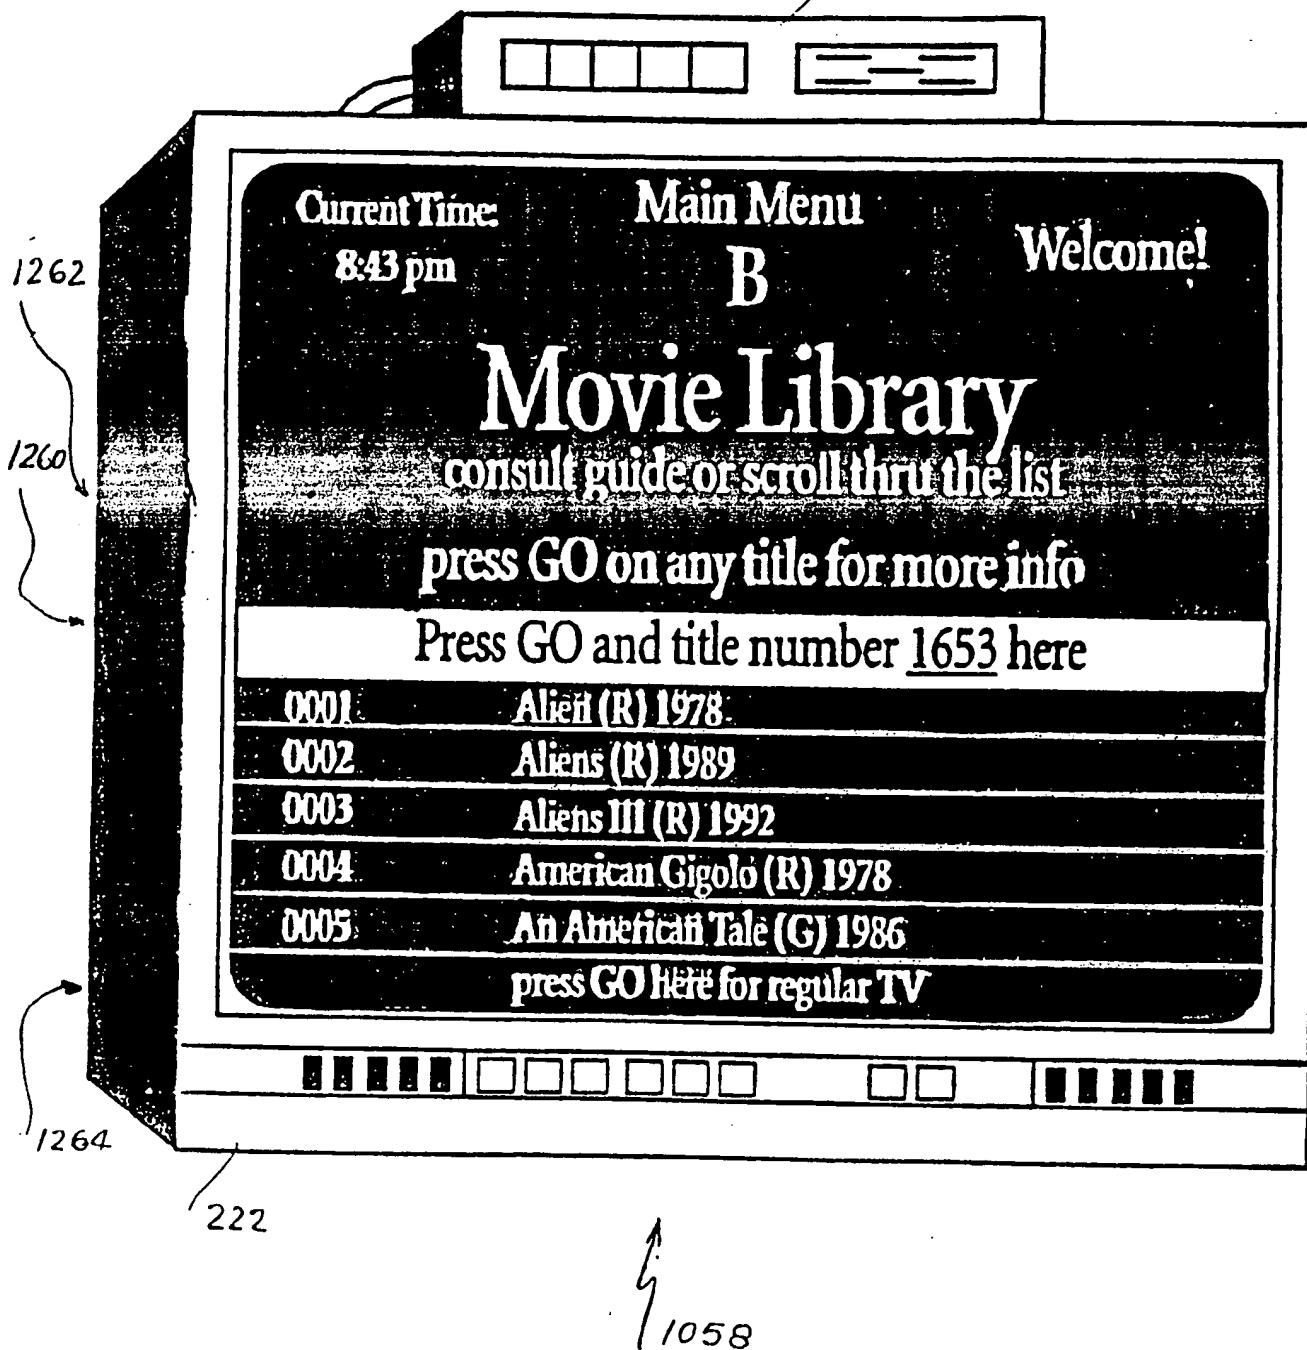 Current Time:
8:43 pm
Main Menu
B
Welcome!
Movie Library
consult guide or scroll thru the list
press GO on any title for more info
Press GO and title number 1653 here
0001 Alien (R) 1978
0002 Aliens (R) 1989
0003 Aliens III (R) 1992
0004 American Gigolo (R) 1978
0005 An American Tale (G) 1986
press GO here for regular TV
1262
1260
1264
222
1058